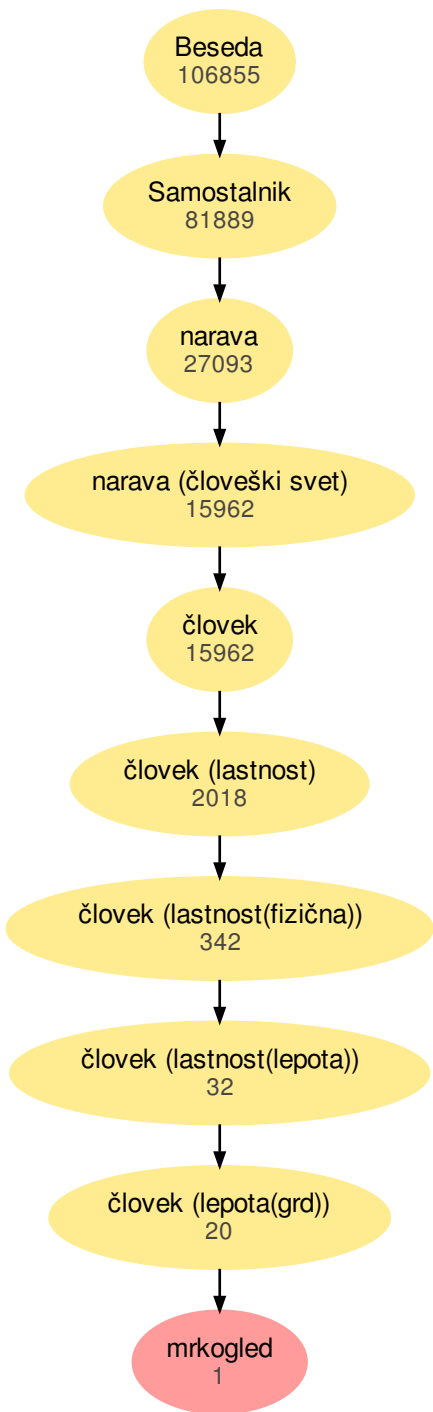 Beseda
106855
Samostalnik
81889
narava
27093
narava (človeški svet)
15962
človek
15962
človek (lastnost)
2018
človek (lastnost(fizična))
342
človek (lastnost(lepota))
32
človek (lepota(grd))
20
mrkogled
1